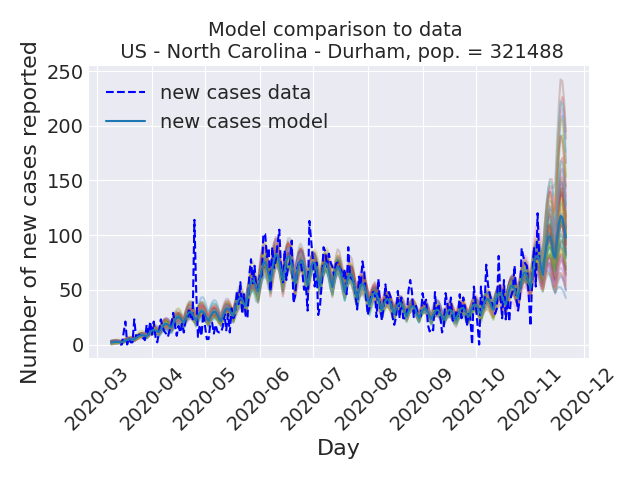 Model comparison to data
US - North Carolina - Durham, pop. = 321488
Number of new cases reported
250
200
150
100
50
0
new cases data
new cases model
2020-03
2020-04
2020-05
2020-06
2020-07
2020-08
2020-09
2020-10
2020-11
2020-12
Day